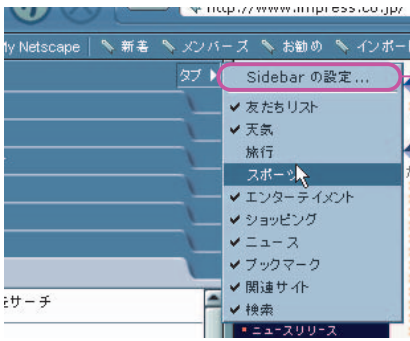 http://www.impress.co.jp/
My Netscape 新着 メンバーズ お勧め インポー
タブ
Sidebar の設定...
友だちリスト
天気
旅行
スポーツ
エンターテイメント
ショッピング
ニュース
ブックマーク
関連サイト
検索
をサーチ
ニュースリリース